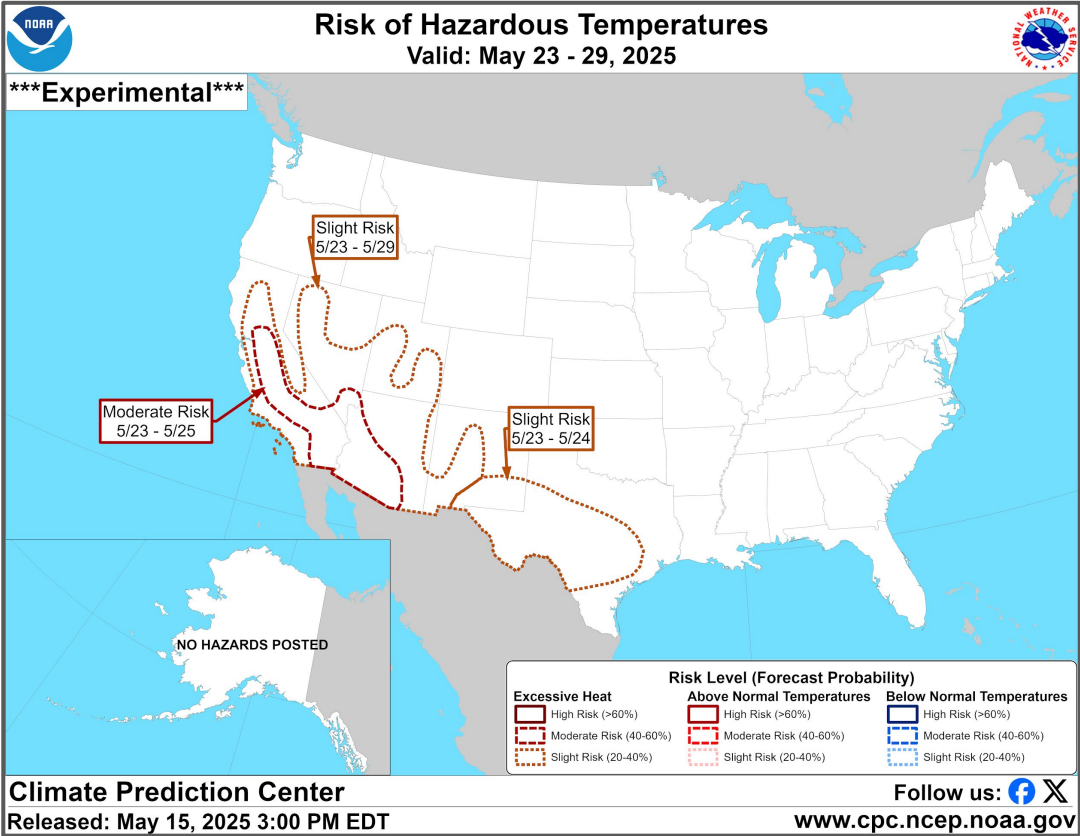 NOAA
Risk of Hazardous Temperatures
Valid: May 23 - 29, 2025
NATIONAL WEATHER SERVICE
***Experimental***
Slight Risk
5/23 - 5/29
Moderate Risk
5/23 - 5/25
Slight Risk
5/23 - 5/24
NO HAZARDS POSTED
Risk Level (Forecast Probability)
Excessive Heat
High Risk (>60%)
Moderate Risk (40-60%)
Slight Risk (20-40%)
Above Normal Temperatures
High Risk (>60%)
Moderate Risk (40-60%)
Slight Risk (20-40%)
Below Normal Temperatures
High Risk (>60%)
Moderate Risk (40-60%)
Slight Risk (20-40%)
Climate Prediction Center
Follow us:
Released: May 15, 2025 3:00 PM EDT
www.cpc.ncep.noaa.gov